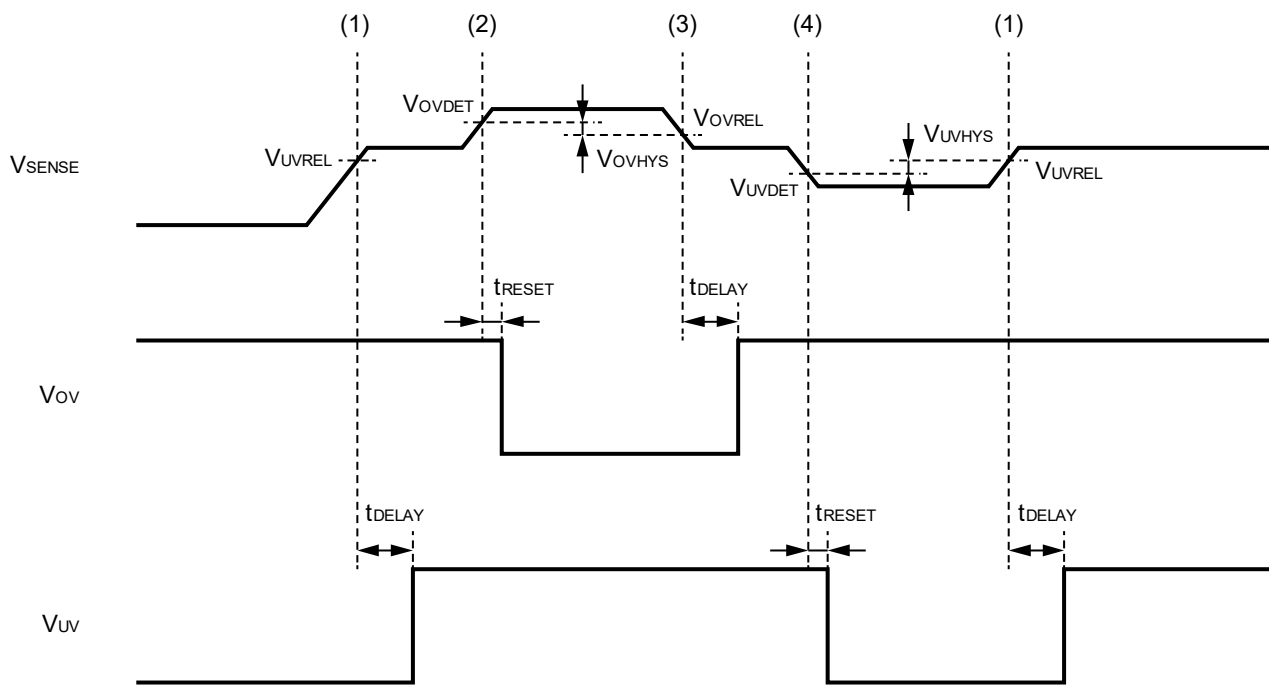 (1) (2) (3) (4) (1)
VOVDET VOVREL VUVHYS
VSENSE VUVREL VOVHYS VUVDET VUVREL
tRESET tDELAY
VOV
tDELAY tRESET tDELAY
VUV